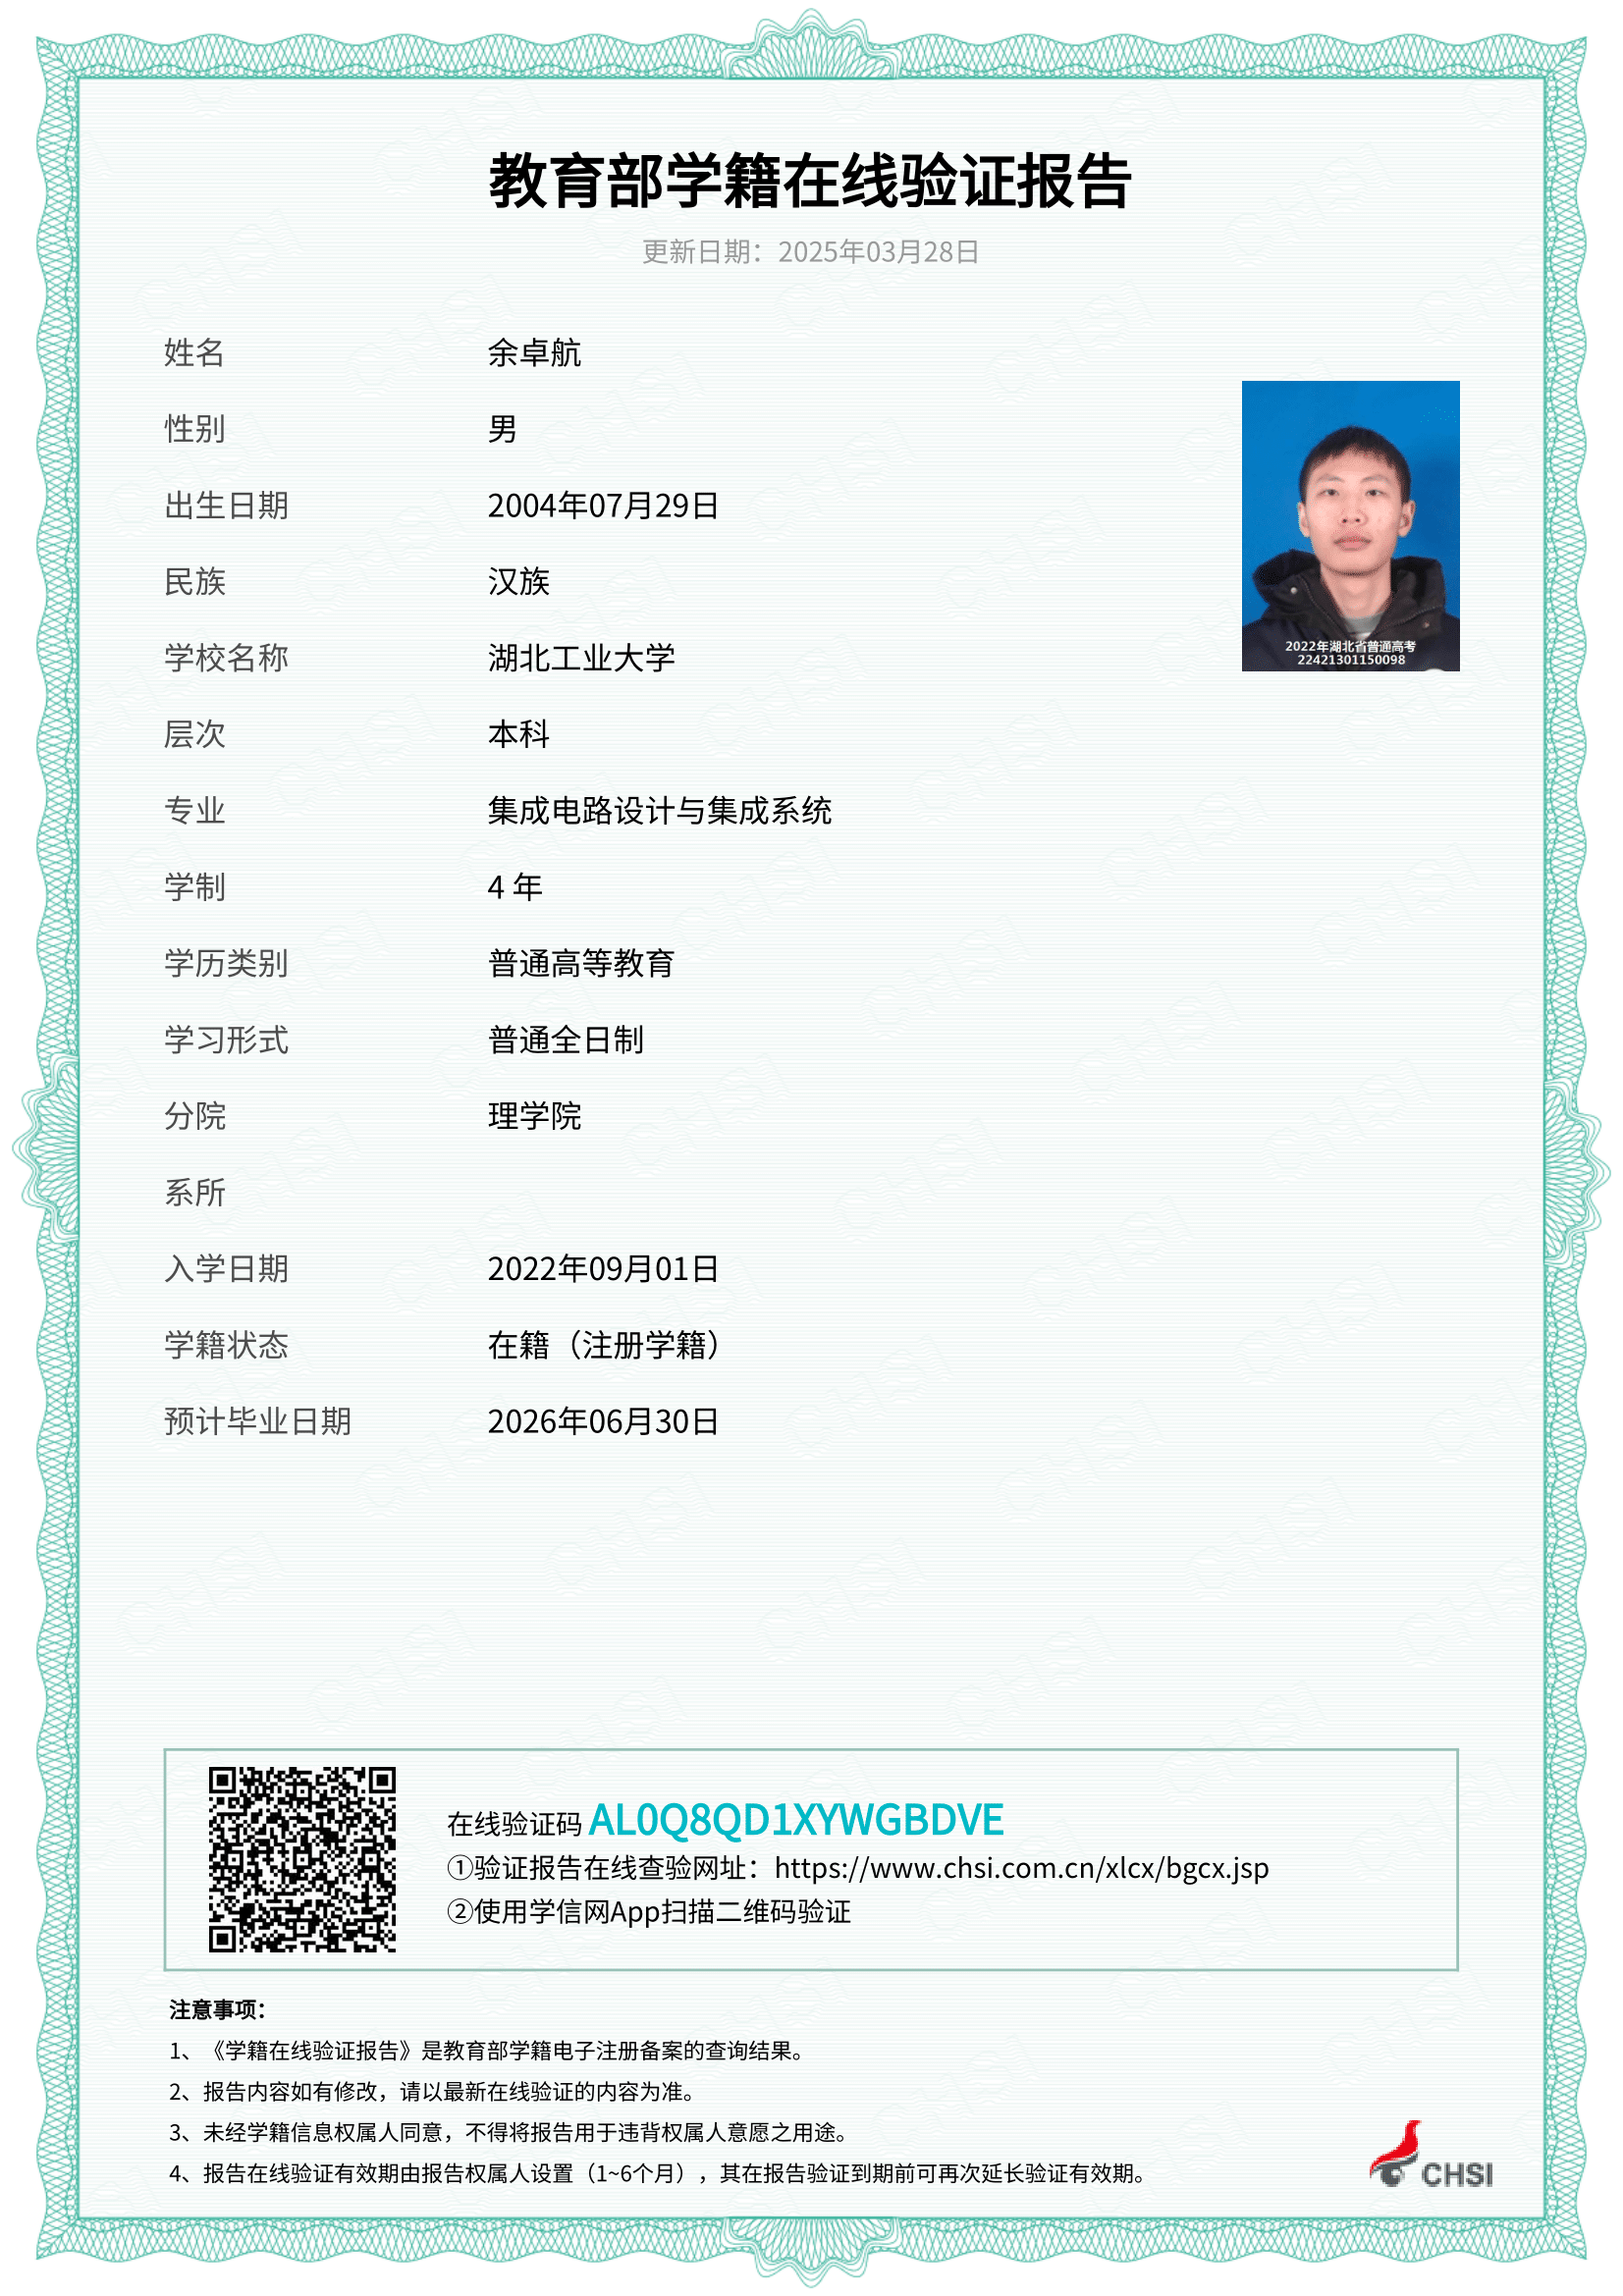 教育部学籍在线验证报告
更新日期：2025年03月28日
姓名 余卓航
性别 男
出生日期 2004年07月29日
民族 汉族
学校名称 湖北工业大学
层次 本科
专业 集成电路设计与集成系统
学制 4 年
学历类别 普通高等教育
学习形式 普通全日制
分院 理学院
系所
入学日期 2022年09月01日
学籍状态 在籍（注册学籍）
预计毕业日期 2026年06月30日
2022年湖北省普通高考
22421301150098
在线验证码 AL0Q8QD1XYWGBDVE
①验证报告在线查验网址：https://www.chsi.com.cn/xlcx/bgcx.jsp
②使用学信网App扫描二维码验证
注意事项：
1、《学籍在线验证报告》是教育部学籍电子注册备案的查询结果。
2、报告内容如有修改，请以最新在线验证的内容为准。
3、未经学籍信息权属人同意，不得将报告用于违背权属人意愿之用途。
4、报告在线验证有效期由报告权属人设置（1~6个月），其在报告验证到期前可再次延长验证有效期。
CHSI